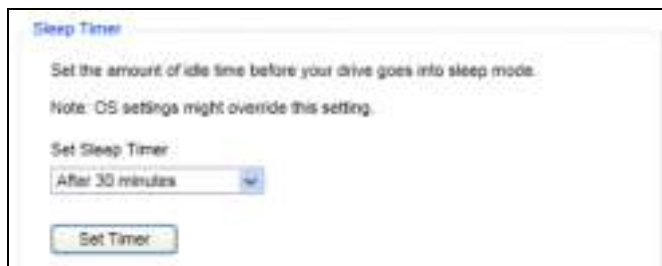 Sleep Timer
Set the amount of idle time before your drive goes into sleep mode.
Note: OS settings might override this setting.
Set Sleep Timer
After 30 minutes
Set Timer